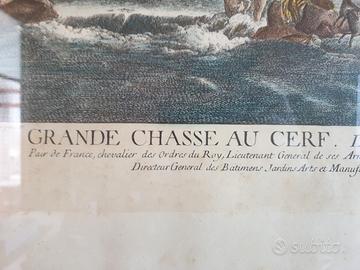 GRANDE CHASSE AU CERF.
Pair de France, chevalier des Ordres du Roy, Lieutenant General de ses
Directeur General des Batimens Jardins Arts et
subito